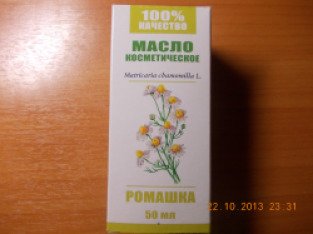 100%
КАЧЕСТВО
МАСЛО
КОСМЕТИЧЕСКОЕ
Matricaria chamomilla L.
РОМАШКА
50 мл
22.10.2013 23:31